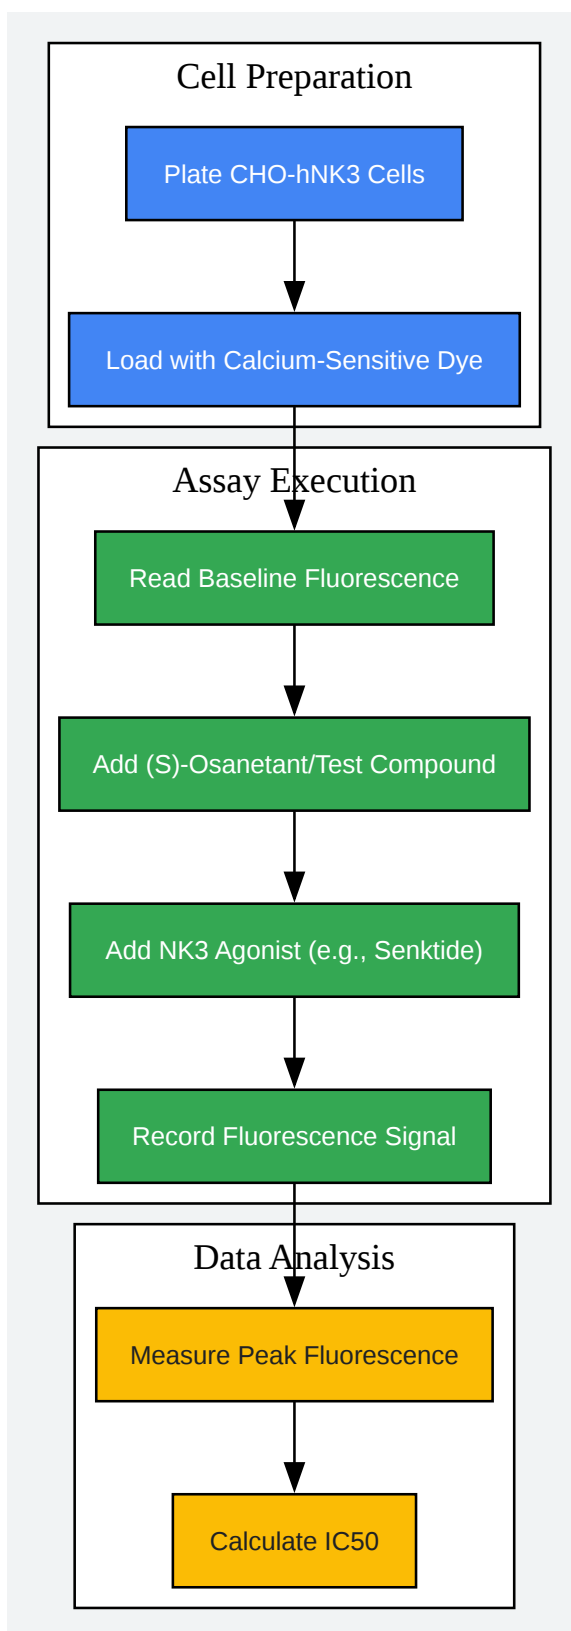 Cell Preparation
Plate CHO-hNK3 Cells
Load with Calcium-Sensitive Dye
Assay Execution
Read Baseline Fluorescence
Add (S)-Osanetant/Test Compound
Add NK3 Agonist (e.g., Senktide)
Record Fluorescence Signal
Data Analysis
Measure Peak Fluorescence
Calculate IC50